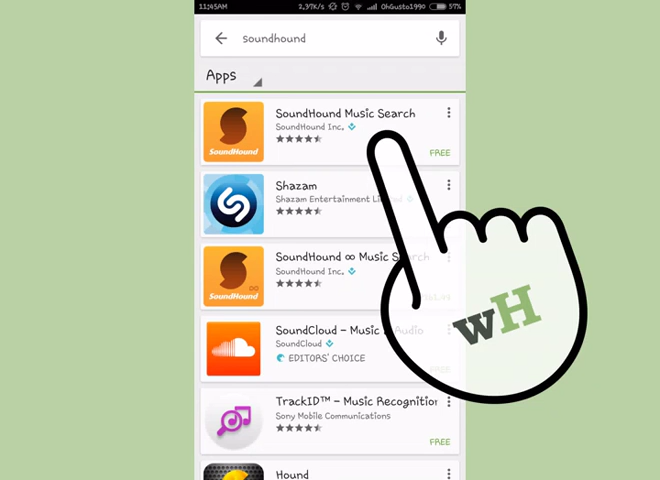 11:45AM 2,97K/s OhGusto1990 57%
soundhound
Apps
SoundHound Music Search
SoundHound Inc.
FREE
SoundHound
Shazam
Shazam Entertainment
SoundHound ∞ Music Search
SoundHound Inc.
SoundHound
SoundCloud - Music & Audio
SoundCloud
EDITORS' CHOICE
FREE
TrackID™ - Music Recognition
Sony Mobile Communications
FREE
Hound
wH